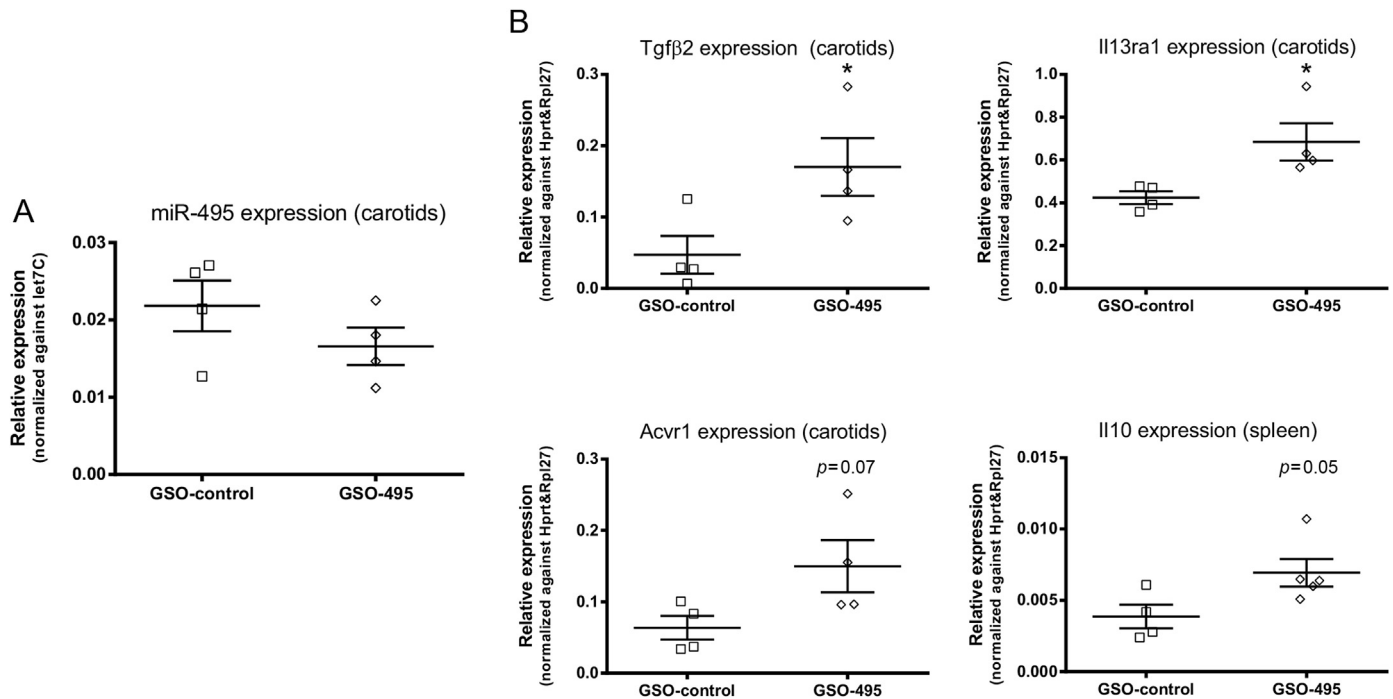 A
miR-495 expression (carotids)
Relative expression
(normalized against let7C)
0.03
0.02
0.01
0.00
GSO-control
GSO-495
B
Tgfβ2 expression (carotids)
*
Relative expression
(normalized against Hprt&Rpl27)
0.3
0.2
0.1
0.0
GSO-control
GSO-495
Il13ra1 expression (carotids)
*
Relative expression
(normalized against Hprt&Rpl27)
1.0
0.8
0.6
0.4
0.2
0.0
GSO-control
GSO-495
Acvr1 expression (carotids)
p=0.07
Relative expression
(normalized against Hprt&Rpl27)
0.3
0.2
0.1
0.0
GSO-control
GSO-495
Il10 expression (spleen)
p=0.05
Relative expression
(normalized against Hprt&Rpl27)
0.015
0.010
0.005
0.000
GSO-control
GSO-495